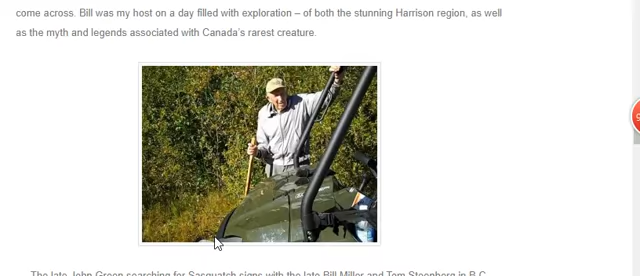 come across. Bill was my host on a day filled with exploration – of both the stunning Harrison region, as well
as the myth and legends associated with Canada's rarest creature.
The late John Green searching for Sasquatch signs with the late Bill Miller and Tom Steenberg in B.C.